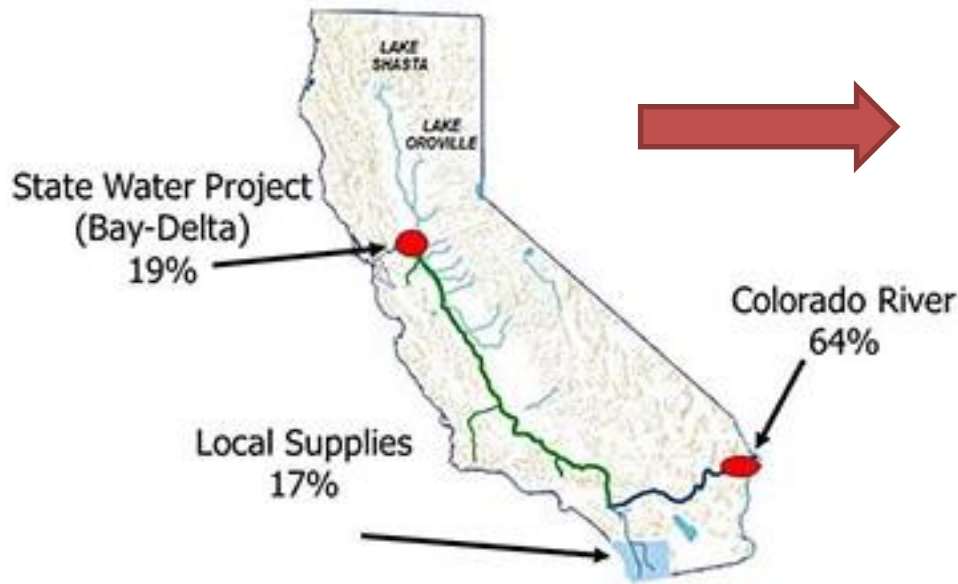 LAKE
SHASTA
LAKE
OROVILLE
State Water Project
(Bay-Delta)
19%
Colorado River
64%
Local Supplies
17%